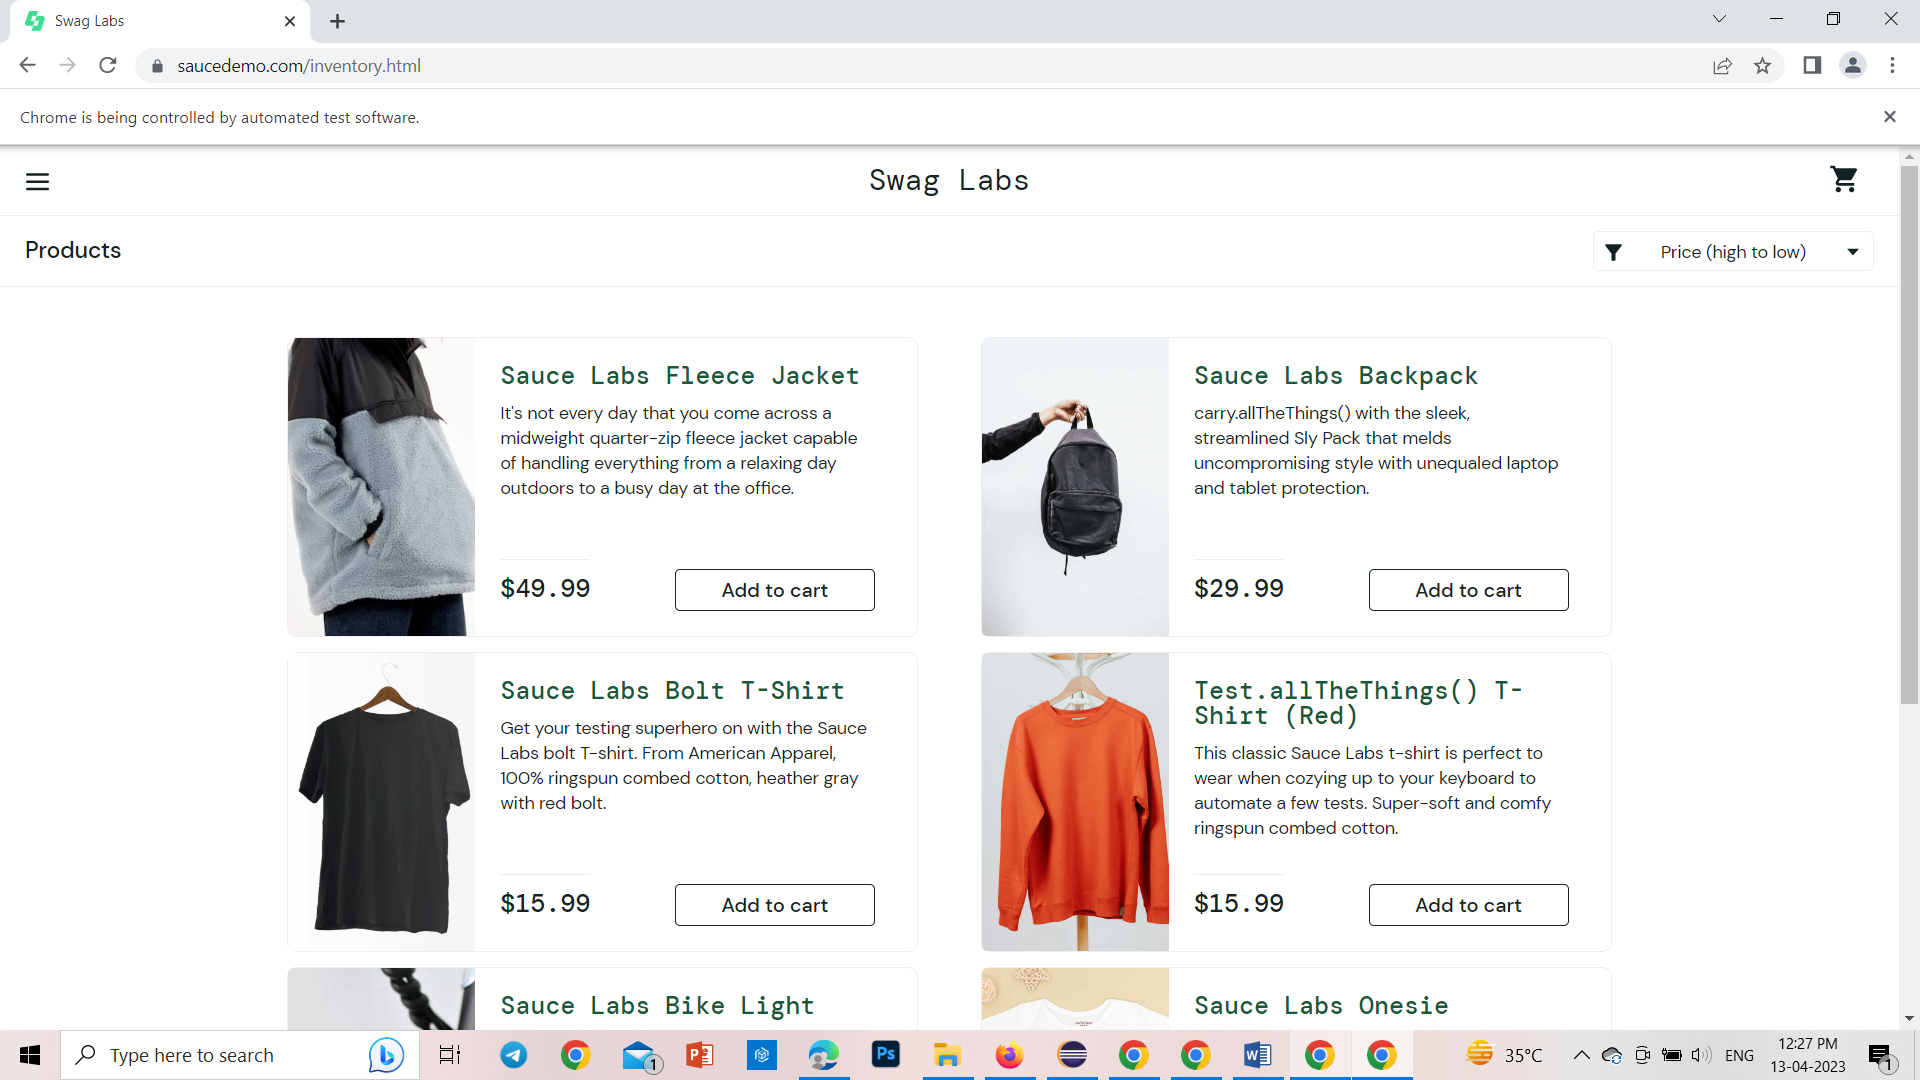 Swag Labs
saucedemo.com/inventory.html
Chrome is being controlled by automated test software.
Swag Labs
Products
Price (high to low)
Sauce Labs Fleece Jacket
It's not every day that you come across a
midweight quarter-zip fleece jacket capable
of handling everything from a relaxing day
outdoors to a busy day at the office.
$49.99
Add to cart
Sauce Labs Backpack
carry.allTheThings() with the sleek,
streamlined Sly Pack that melds
uncompromising style with unequaled laptop
and tablet protection.
$29.99
Add to cart
Sauce Labs Bolt T-Shirt
Get your testing superhero on with the Sauce
Labs bolt T-shirt. From American Apparel,
100% ringspun combed cotton, heather gray
with red bolt.
$15.99
Add to cart
Test.allTheThings() T-
Shirt (Red)
This classic Sauce Labs t-shirt is perfect to
wear when cozying up to your keyboard to
automate a few tests. Super-soft and comfy
ringspun combed cotton.
$15.99
Add to cart
Sauce Labs Bike Light
Sauce Labs Onesie
Type here to search
1
Ps
35°C
ENG
12:27 PM
13-04-2023
1